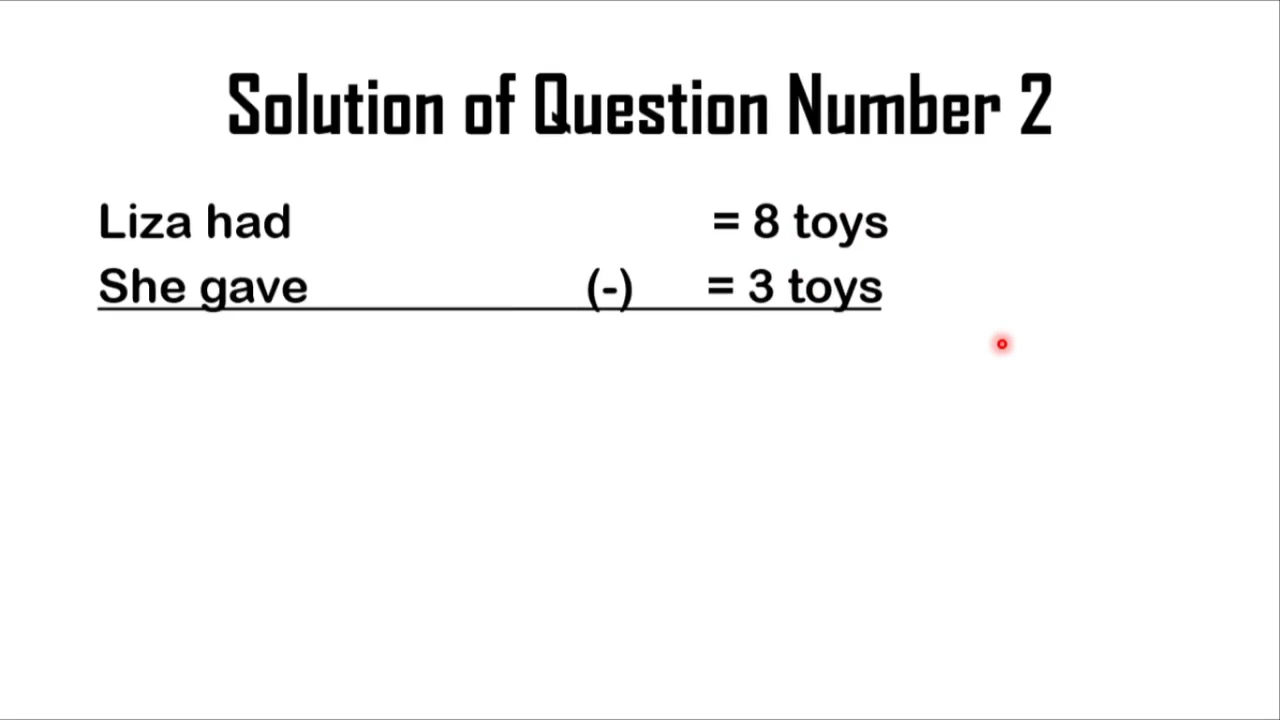 Solution of Question Number 2
Liza had = 8 toys
She gave (-) = 3 toys